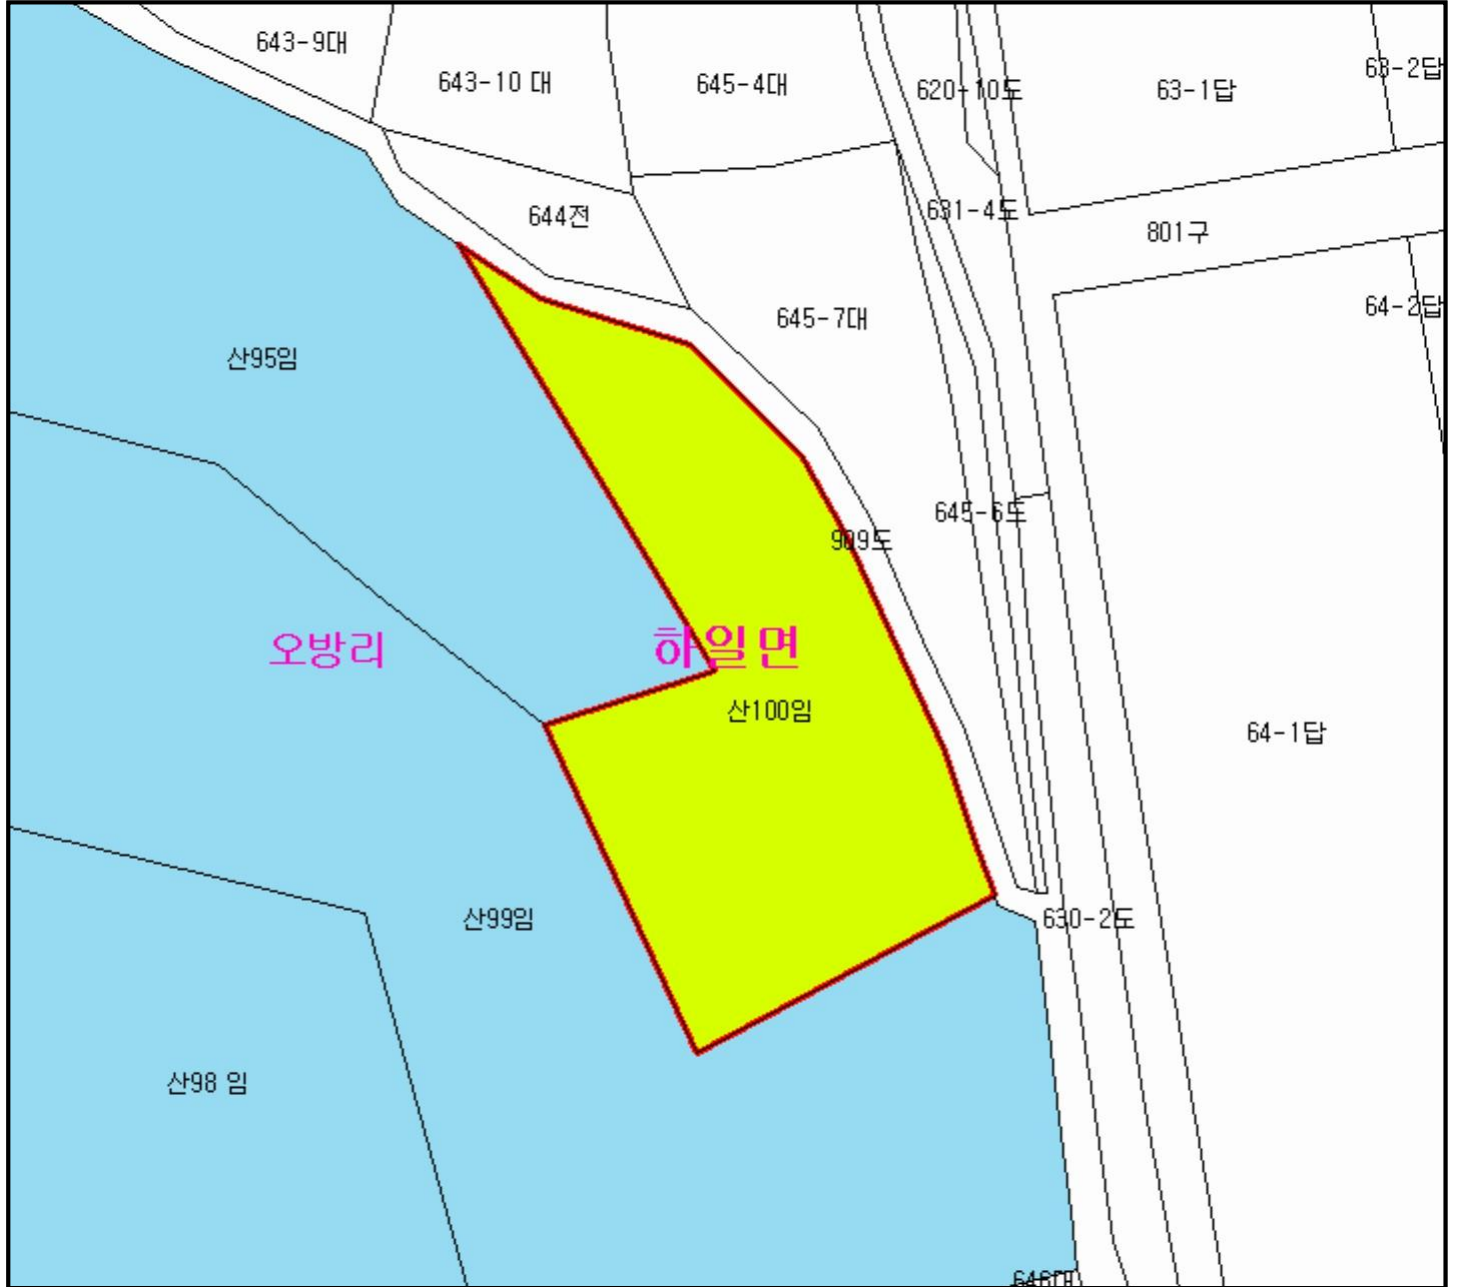 643-9대
643-10 대
645-4대
620-10도
63-1답
63-2답
644전
631-4도
801구
645-7대
64-2답
산95임
645-6도
909도
오방리
하일면
산100임
64-1답
산99임
630-2도
산98 임
646대